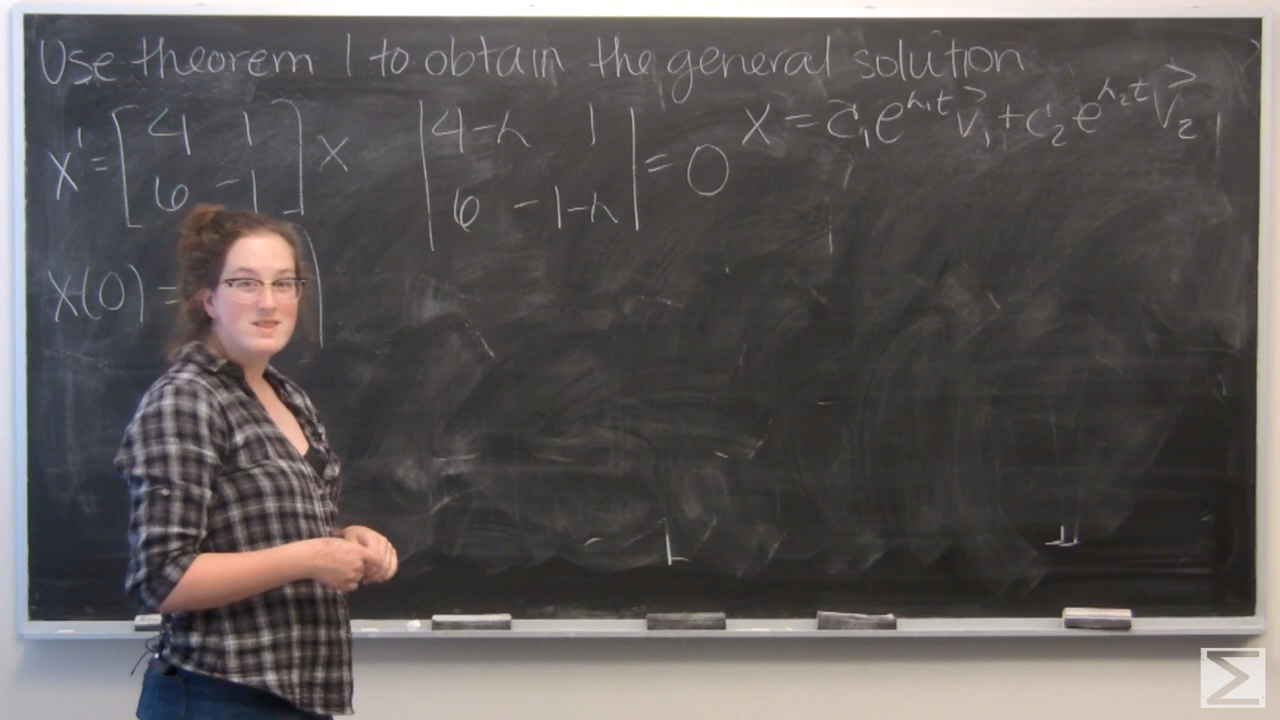 Use theorem 1 to obtain the general solution
x' = [4 1; 6 -1] x
|4-λ 1; 6 -1-λ| = 0
x = c₁e^{λ₁t} v⃗₁ + c₂e^{λ₂t} v⃗₂
x(0) =
Σ